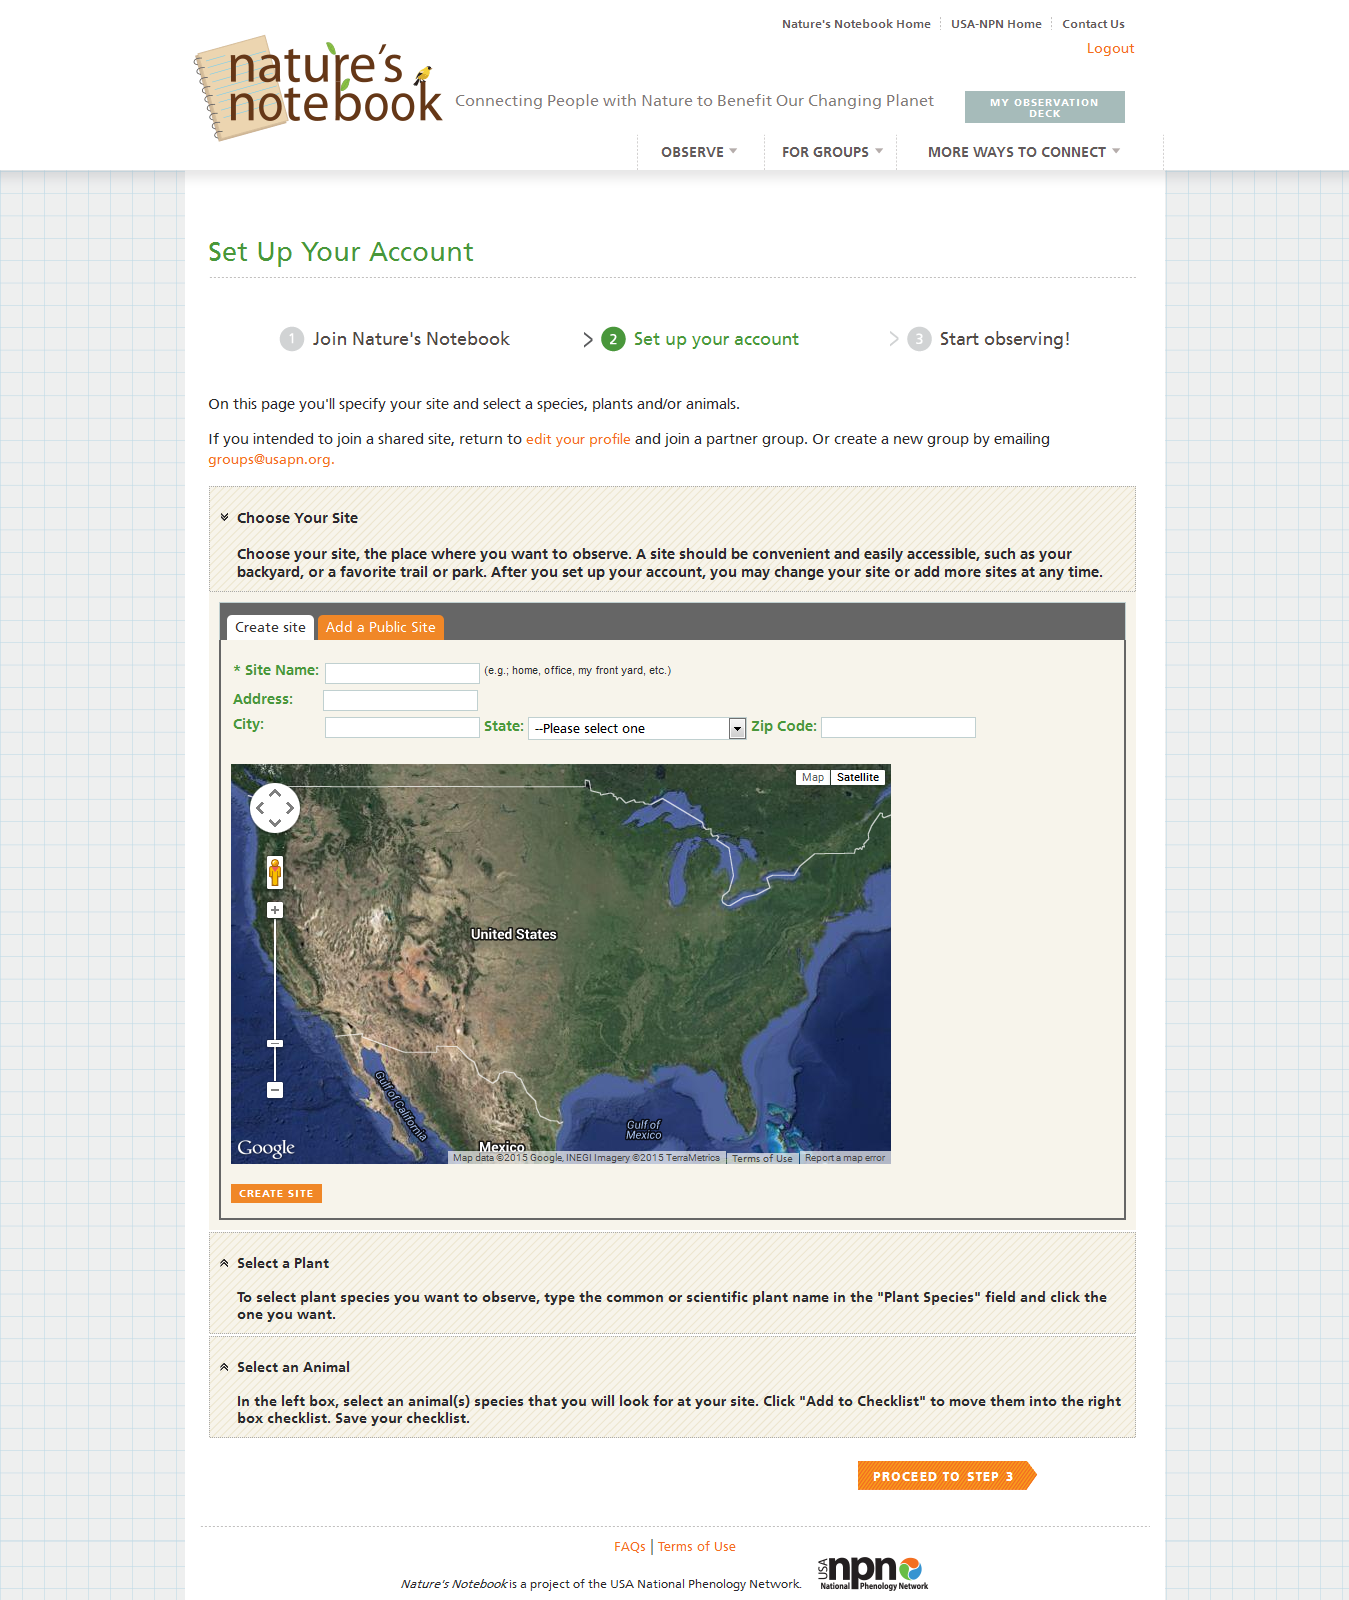 Nature's Notebook Home
USA-NPN Home
Contact Us
Logout
nature's
notebook
Connecting People with Nature to Benefit Our Changing Planet
MY OBSERVATION
DECK
OBSERVE
FOR GROUPS
MORE WAYS TO CONNECT
Set Up Your Account
1 Join Nature's Notebook
> 2 Set up your account
> 3 Start observing!
On this page you'll specify your site and select a species, plants and/or animals.
If you intended to join a shared site, return to edit your profile and join a partner group. Or create a new group by emailing
groups@usapn.org.
Choose Your Site
Choose your site, the place where you want to observe. A site should be convenient and easily accessible, such as your
backyard, or a favorite trail or park. After you set up your account, you may change your site or add more sites at any time.
Create site
Add a Public Site
* Site Name:
(e.g.; home, office, my front yard, etc.)
Address:
City:
State:
--Please select one
Zip Code:
Map
Satellite
United States
Gulf of California
Gulf of
Mexico
Mexico
Google
Map data ©2015 Google, INEGI Imagery ©2015 TerraMetrics
Terms of Use
Report a map error
CREATE SITE
Select a Plant
To select plant species you want to observe, type the common or scientific plant name in the "Plant Species" field and click the
one you want.
Select an Animal
In the left box, select an animal(s) species that you will look for at your site. Click "Add to Checklist" to move them into the right
box checklist. Save your checklist.
PROCEED TO STEP 3
FAQs | Terms of Use
Nature's Notebook is a project of the USA National Phenology Network.
USA npn
National Phenology Network